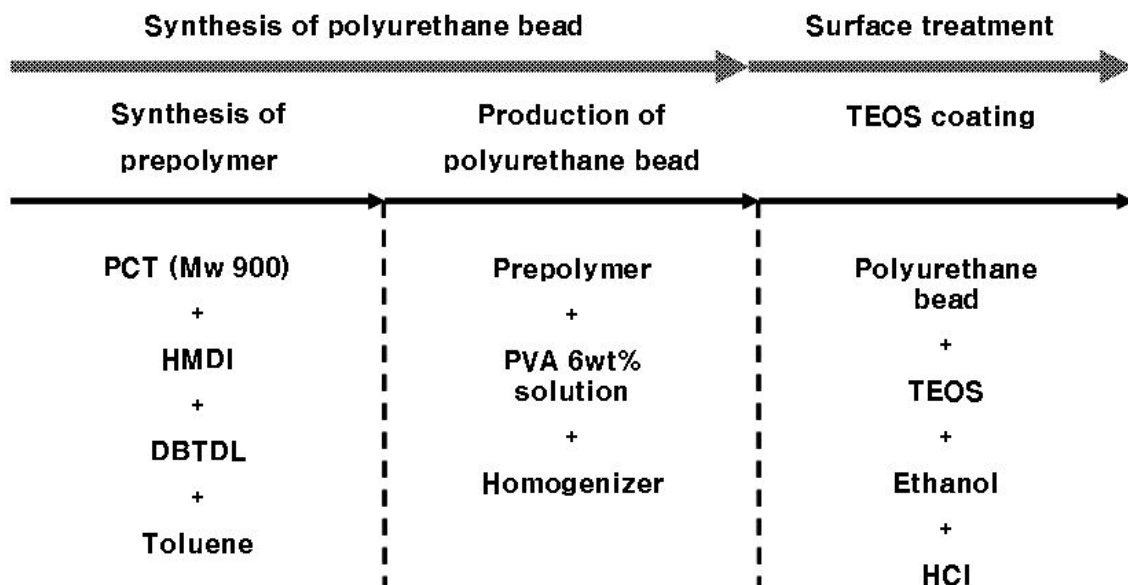 Synthesis of polyurethane bead
Surface treatment
Synthesis of
prepolymer
Production of
polyurethane bead
TEOS coating
PCT (Mw 900)
+
HMDI
+
DBTDL
+
Toluene
Prepolymer
+
PVA 6wt%
solution
+
Homogenizer
Polyurethane
bead
+
TEOS
+
Ethanol
+
HCl